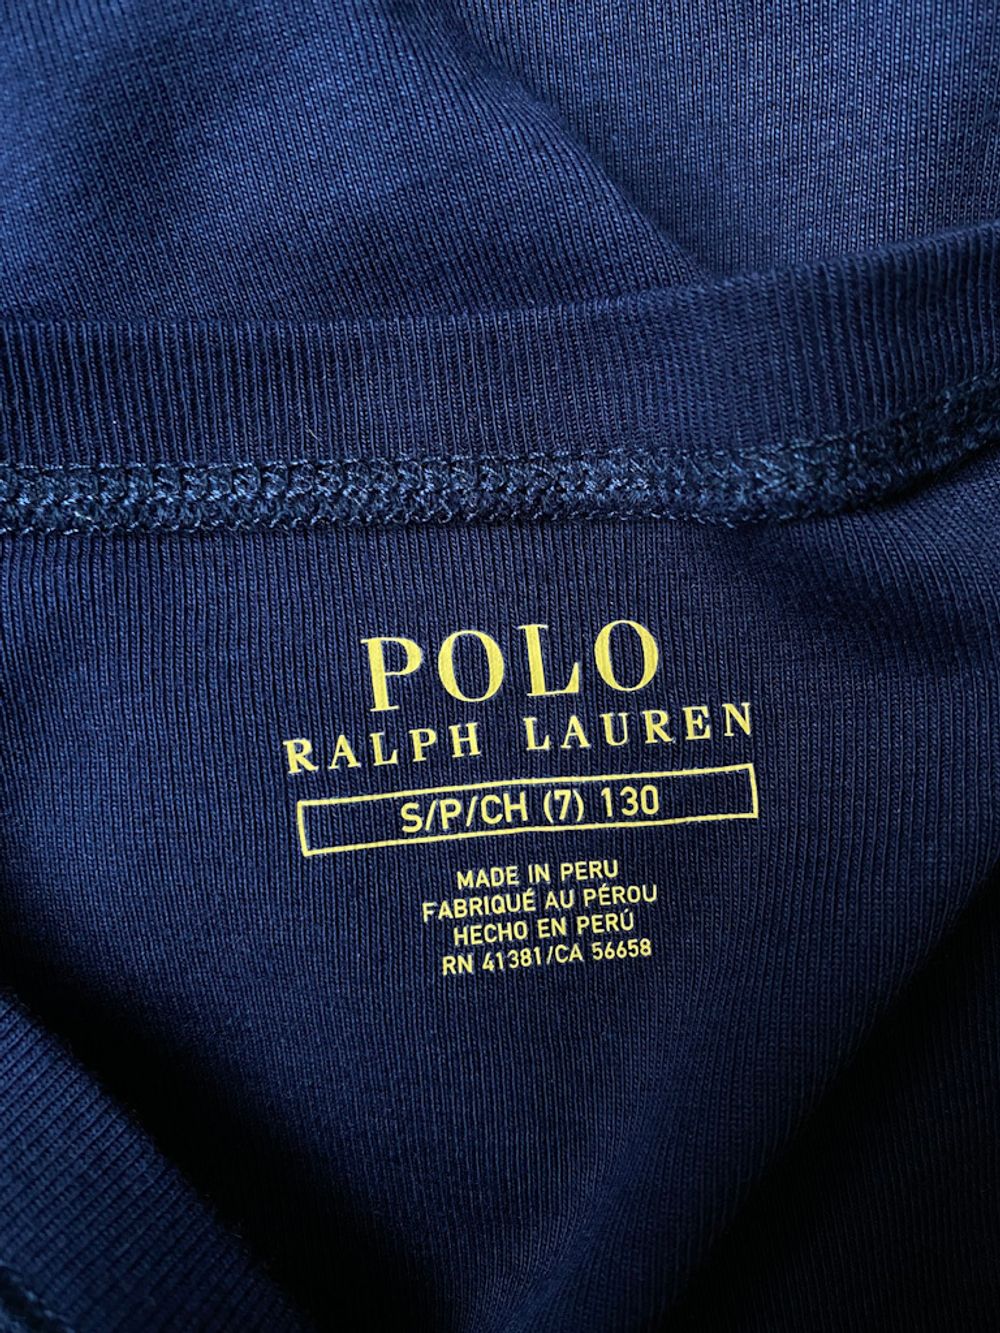 POLO
RALPH LAUREN
S/P/CH (7) 130
MADE IN PERU
FABRIQUÉ AU PÉROU
HECHO EN PERÚ
RN 41381/CA 56658